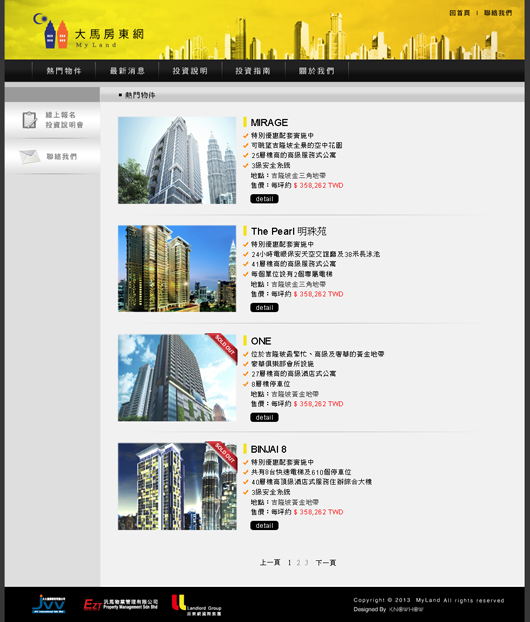 回首頁 | 聯絡我們
大馬房東網
My Land
熱門物件 最新消息 投資說明 投資指南 關於我們
■ 熱門物件
線上報名
投資說明會
聯絡我們
MIRAGE
特別優惠配套實施中
可眺望吉隆坡全景的空中花園
25層樓高的高級服務式公寓
3級安全系統
地點：吉隆坡金三角地帶
售價：每坪約 $ 358,262 TWD
detail
The Pearl 明珠苑
特別優惠配套實施中
24小時電眼保安天空交誼廳及38米長泳池
41層樓高的高級服務式公寓
每個單位設有2個專屬電梯
地點：吉隆坡金三角地帶
售價：每坪約 $ 358,262 TWD
detail
SOLD OUT
ONE
位於吉隆坡最繁忙、高級及奢華的黃金地帶
豪華俱樂部會所設施
27層樓高的高級酒店式公寓
8層樓停車位
地點：吉隆坡黃金地帶
售價：每坪約 $ 358,262 TWD
detail
SOLD OUT
BINJAI 8
特別優惠配套實施中
共有8台快速電梯及610個停車位
40層樓高頂級酒店式服務住辦綜合大樓
3級安全系統
地點：吉隆坡黃金地帶
售價：每坪約 $ 358,262 TWD
detail
上一頁 1 2 3 下一頁
JVV
EZT 汎馬物業管理有限公司
Property Management Sdn Bhd
Landlord Group
房東網國際集團
Copyright © 2013 MyLand All rights reserved
Designed By KNOWHOW